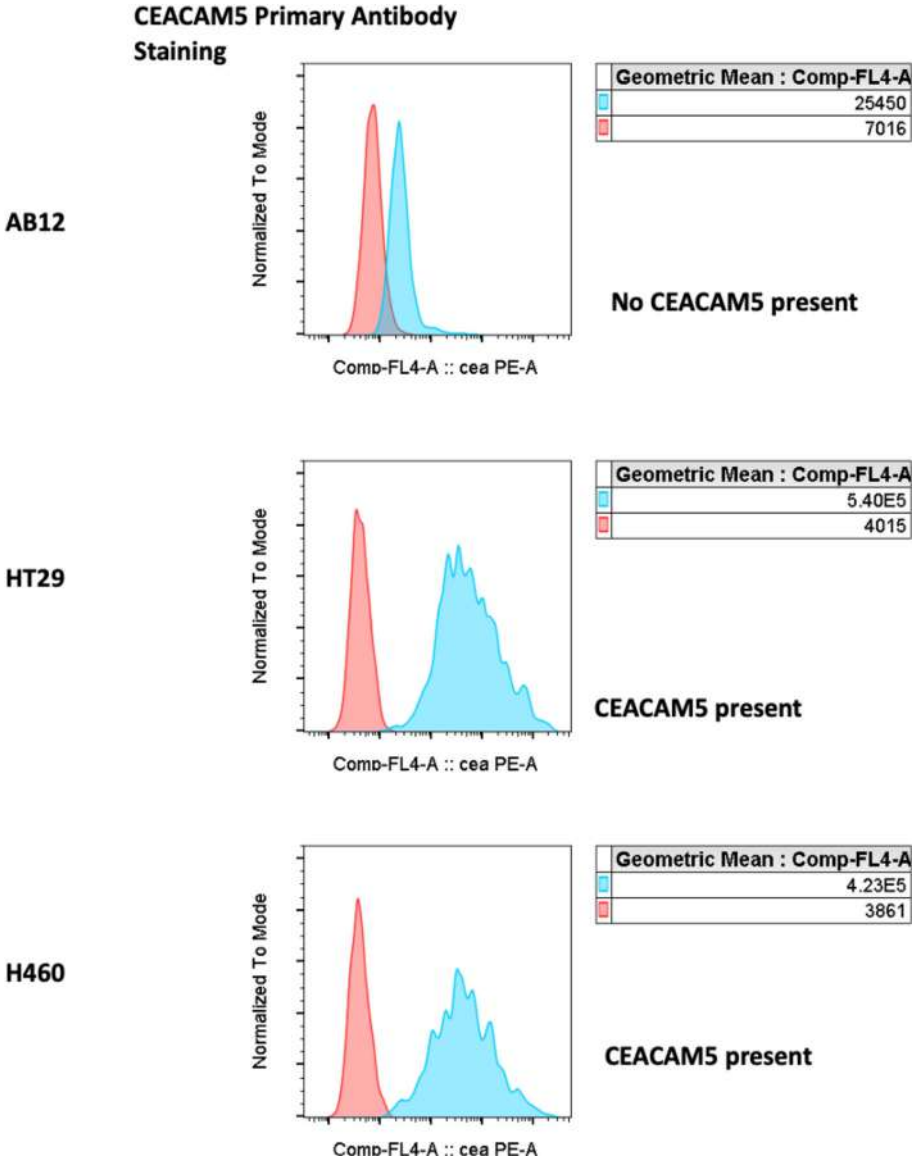 CEACAM5 Primary Antibody
Staining
AB12
Normalized To Mode
Comp-FL4-A :: cea PE-A
Geometric Mean : Comp-FL4-A
25450
7016
No CEACAM5 present
HT29
Normalized To Mode
Comp-FL4-A :: cea PE-A
Geometric Mean : Comp-FL4-A
5.40E5
4015
CEACAM5 present
H460
Normalized To Mode
Comp-FL4-A :: cea PE-A
Geometric Mean : Comp-FL4-A
4.23E5
3861
CEACAM5 present